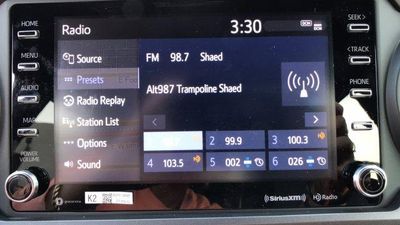 Radio
3:30
HOME
MENU
AUDIO
MAP
POWER
VOLUME
SEEK
TRACK
PHONE
Source
Presets
Radio Replay
Station List
Options
Sound
FM 98.7 Shaed
Alt987 Trampoline Shaed
2 99.9
3 100.3
4 103.5
5 002
6 026
K2
SiriusXM
HD Radio